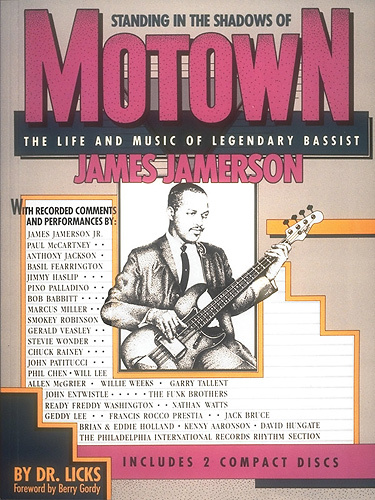 STANDING IN THE SHADOWS OF
MOTOWN
THE LIFE AND MUSIC OF LEGENDARY BASSIST
JAMES JAMERSON
WITH RECORDED COMMENTS
AND PERFORMANCES BY:
JAMES JAMERSON JR.
PAUL MCCARTNEY • •
ANTHONY JACKSON •
BASIL FEARRINGTON
JIMMY HASLIP • • •
PINO PALLADINO
BOB BABBITT • • • •
MARCUS MILLER • •
SMOKEY ROBINSON
GERALD VEASLEY •
STEVIE WONDER • •
CHUCK RAINEY • • •
JOHN PATITUCCI • •
PHIL CHEN • WILL LEE
ALLEN MCGRIER • WILLIE WEEKS • GARRY TALLENT
JOHN ENTWISTLE • • • • THE FUNK BROTHERS
READY FREDDY WASHINGTON • • NATHAN WATTS
GEDDY LEE • • FRANCIS ROCCO PRESTIA • • JACK BRUCE
BRIAN & EDDIE HOLLAND • KENNY AARONSON • DAVID HUNGATE
THE PHILADELPHIA INTERNATIONAL RECORDS RHYTHM SECTION
INCLUDES 2 COMPACT DISCS
BY DR. LICKS
Foreword by Berry Gordy